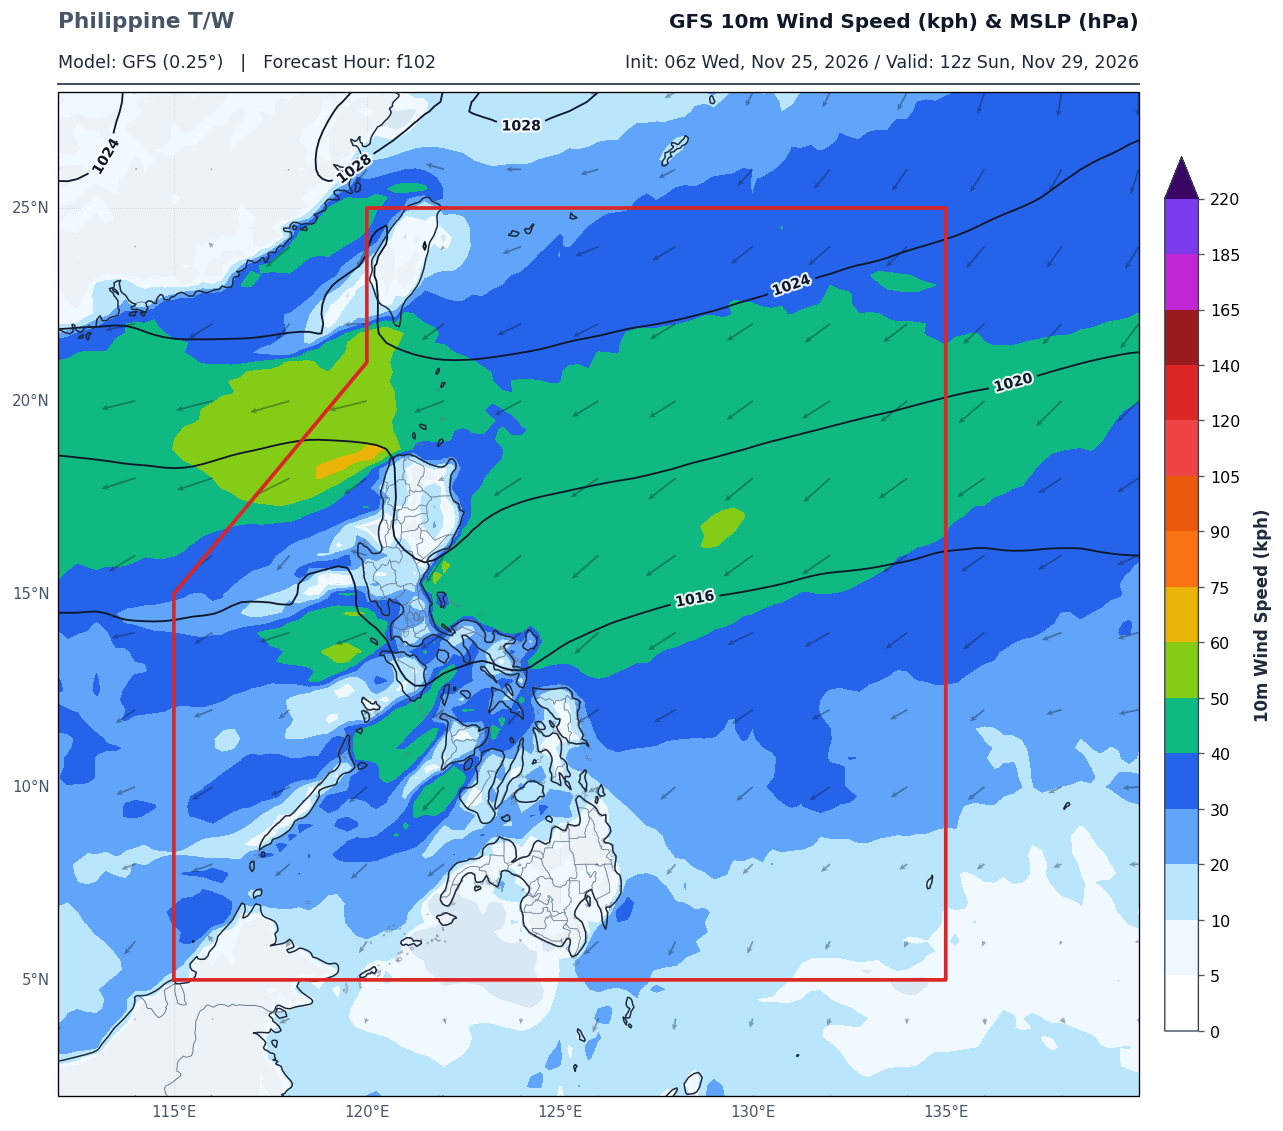 Philippine T/W
GFS 10m Wind Speed (kph) & MSLP (hPa)
Model: GFS (0.25°) | Forecast Hour: f102
Init: 06z Wed, Nov 25, 2026 / Valid: 12z Sun, Nov 29, 2026
1024
1028
1028
1024
1020
1016
25°N
20°N
15°N
10°N
5°N
115°E
120°E
125°E
130°E
135°E
220
185
165
140
120
105
90
75
60
50
40
30
20
10
5
0
10m Wind Speed (kph)